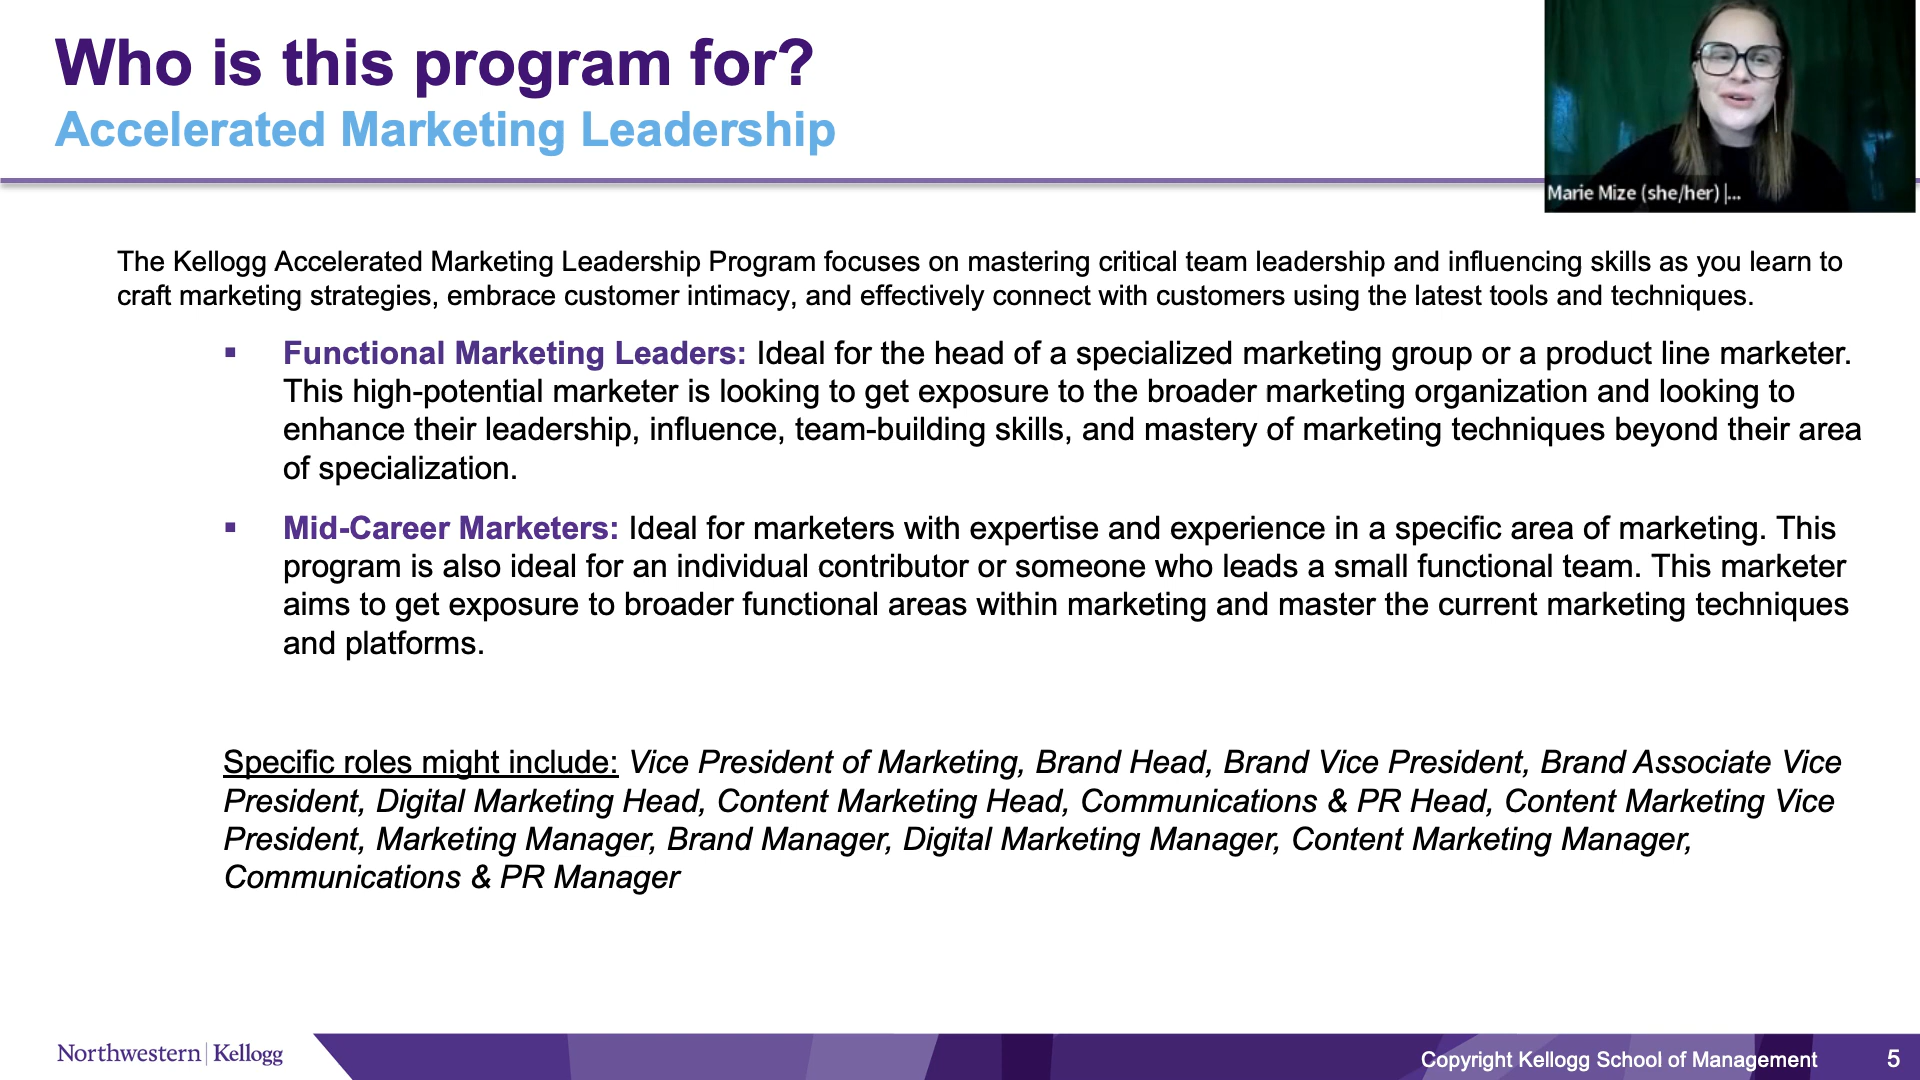 Who is this program for?
Accelerated Marketing Leadership
Marie Mize (she/her) |...
The Kellogg Accelerated Marketing Leadership Program focuses on mastering critical team leadership and influencing skills as you learn to
craft marketing strategies, embrace customer intimacy, and effectively connect with customers using the latest tools and techniques.
▪ Functional Marketing Leaders: Ideal for the head of a specialized marketing group or a product line marketer.
This high-potential marketer is looking to get exposure to the broader marketing organization and looking to
enhance their leadership, influence, team-building skills, and mastery of marketing techniques beyond their area
of specialization.
▪ Mid-Career Marketers: Ideal for marketers with expertise and experience in a specific area of marketing. This
program is also ideal for an individual contributor or someone who leads a small functional team. This marketer
aims to get exposure to broader functional areas within marketing and master the current marketing techniques
and platforms.
Specific roles might include: Vice President of Marketing, Brand Head, Brand Vice President, Brand Associate Vice
President, Digital Marketing Head, Content Marketing Head, Communications & PR Head, Content Marketing Vice
President, Marketing Manager, Brand Manager, Digital Marketing Manager, Content Marketing Manager,
Communications & PR Manager
Northwestern | Kellogg
Copyright Kellogg School of Management 5